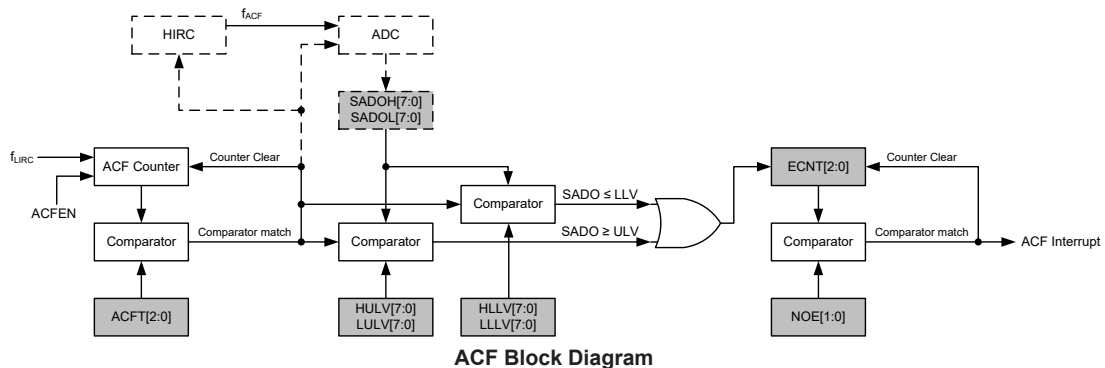 f_ACF
HIRC
ADC
SADOH[7:0]
SADOL[7:0]
f_LIRC
ACF Counter
Counter Clear
ACFEN
Comparator
Comparator match
Comparator
SADO ≤ LLV
Comparator
SADO ≥ ULV
ECNT[2:0]
Counter Clear
Comparator
Comparator match
ACF Interrupt
ACFT[2:0]
HULV[7:0]
LULV[7:0]
HLLV[7:0]
LLLV[7:0]
NOE[1:0]
ACF Block Diagram